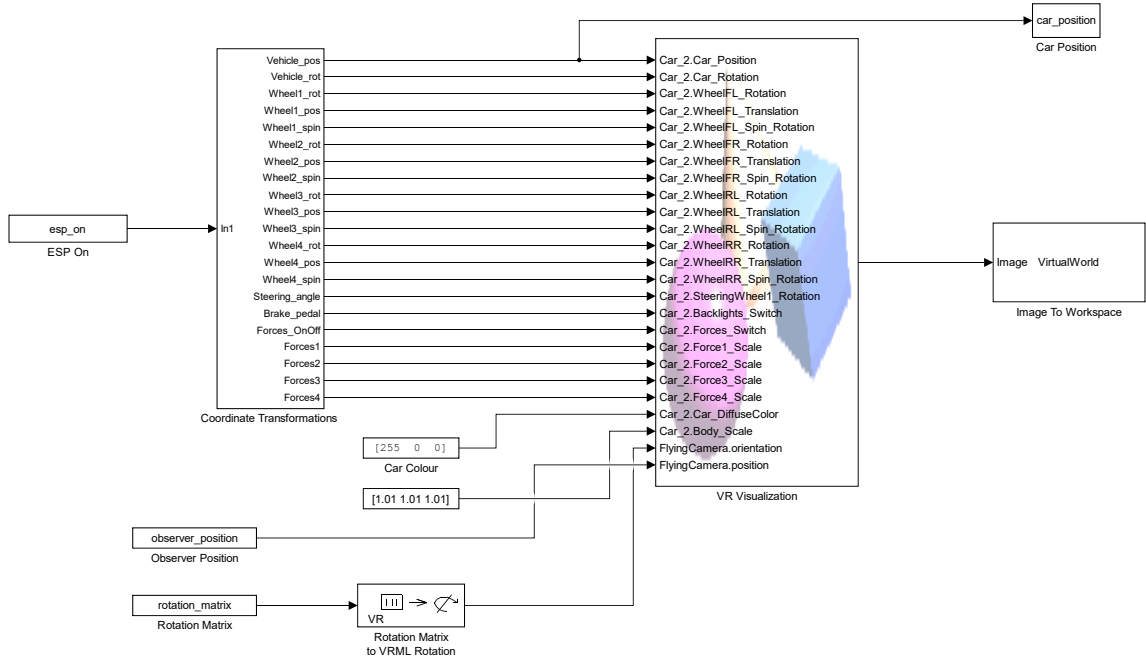 car_position
Car Position
esp_on
ESP On
In1
Vehicle_pos
Vehicle_rot
Wheel1_rot
Wheel1_pos
Wheel1_spin
Wheel2_rot
Wheel2_pos
Wheel2_spin
Wheel3_rot
Wheel3_pos
Wheel3_spin
Wheel4_rot
Wheel4_pos
Wheel4_spin
Steering_angle
Brake_pedal
Forces_OnOff
Forces1
Forces2
Forces3
Forces4
Coordinate Transformations
Car_2.Car_Position
Car_2.Car_Rotation
Car_2.WheelFL_Rotation
Car_2.WheelFL_Translation
Car_2.WheelFL_Spin_Rotation
Car_2.WheelFR_Rotation
Car_2.WheelFR_Translation
Car_2.WheelFR_Spin_Rotation
Car_2.WheelRL_Rotation
Car_2.WheelRL_Translation
Car_2.WheelRL_Spin_Rotation
Car_2.WheelRR_Rotation
Car_2.WheelRR_Translation
Car_2.WheelRR_Spin_Rotation
Car_2.SteeringWheel1_Rotation
Car_2.Backlights_Switch
Car_2.Forces_Switch
Car_2.Force1_Scale
Car_2.Force2_Scale
Car_2.Force3_Scale
Car_2.Force4_Scale
Car_2.Car_DiffuseColor
Car_2.Body_Scale
FlyingCamera.orientation
FlyingCamera.position
VR Visualization
Image VirtualWorld
Image To Workspace
[255 0 0]
Car Colour
[1.01 1.01 1.01]
observer_position
Observer Position
rotation_matrix
Rotation Matrix
VR
Rotation Matrix
to VRML Rotation